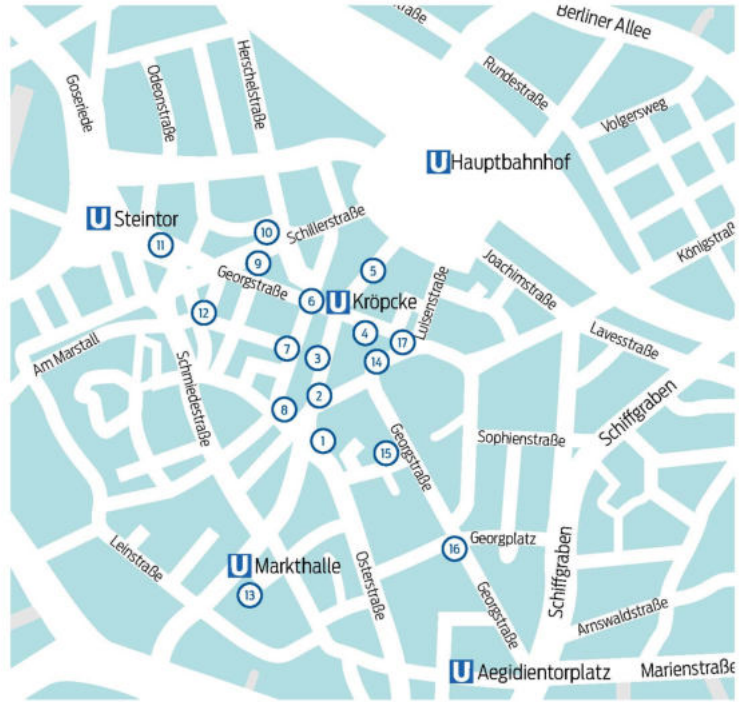 Berliner Allee
raße
Rundestraße
Volgersweg
Goseriede
Odeonstraße
Herschelstraße
U Hauptbahnhof
U Steintor
11
10
Schillerstraße
9
5
Königstraß
Joachimstraße
Georgstraße
6
U Kröpcke
Luisenstraße
12
4
17
Lavesstraße
Am Marstall
7
3
14
Schmiedestraße
2
8
Schiffgraben
1
15
Georgstraße
Sophienstraße
16
Georgplatz
Leinstraße
U Markthalle
13
Osterstraße
Georgstraße
Schiffgraben
Arnswaldstraße
U Aegidientorplatz
Marienstraße